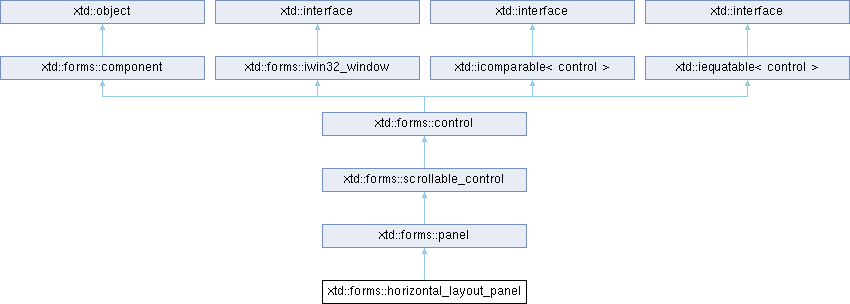 xtd::object
xtd::interface
xtd::interface
xtd::interface
xtd::forms::component
xtd::forms::iwin32_window
xtd::icomparable< control >
xtd::iequatable< control >
xtd::forms::control
xtd::forms::scrollable_control
xtd::forms::panel
xtd::forms::horizontal_layout_panel